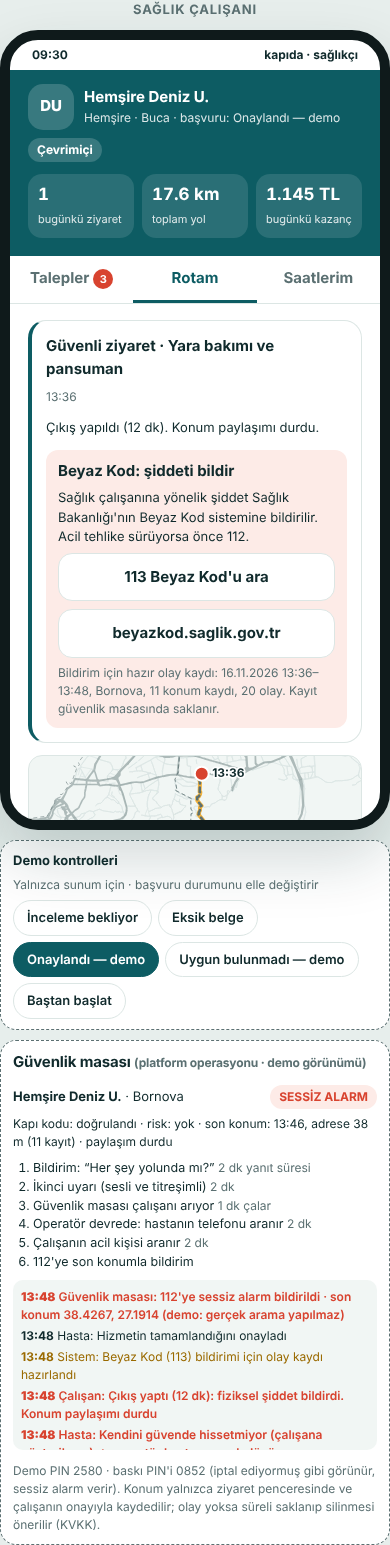 SAĞLIK ÇALIŞANI
09:30
kapıda · sağlıkçı
DU
Hemşire Deniz U.
Hemşire · Buca · başvuru: Onaylandı — demo
Çevrimiçi
1
bugünkü ziyaret
17.6 km
toplam yol
1.145 TL
bugünkü kazanç
Talepler 3
Rotam
Saatlerim
Güvenli ziyaret · Yara bakımı ve
pansuman
13:36
Çıkış yapıldı (12 dk). Konum paylaşımı durdu.
Beyaz Kod: şiddeti bildir
Sağlık çalışanına yönelik şiddet Sağlık
Bakanlığı'nın Beyaz Kod sistemine bildirilir.
Acil tehlike sürüyorsa önce 112.
113 Beyaz Kod'u ara
beyazkod.saglik.gov.tr
Bildirim için hazır olay kaydı: 16.11.2026 13:36–
13:48, Bornova, 11 konum kaydı, 20 olay. Kayıt
güvenlik masasında saklanır.
13:36
Demo kontrolleri
Yalnızca sunum için · başvuru durumunu elle değiştirir
İnceleme bekliyor
Eksik belge
Onaylandı — demo
Uygun bulunmadı — demo
Baştan başlat
Güvenlik masası (platform operasyonu · demo görünümü)
Hemşire Deniz U. · Bornova
SESSİZ ALARM
Kapı kodu: doğrulandı · risk: yok · son konum: 13:46, adrese 38
m (11 kayıt) · paylaşım durdu
1. Bildirim: “Her şey yolunda mı?” 2 dk yanıt süresi
2. İkinci uyarı (sesli ve titreşimli) 2 dk
3. Güvenlik masası çalışanı arıyor 1 dk çalar
4. Operatör devrede: hastanın telefonu aranır 2 dk
5. Çalışanın acil kişisi aranır 2 dk
6. 112'ye son konumla bildirim
13:48 Güvenlik masası: 112'ye sessiz alarm bildirildi · son
konum 38.4267, 27.1914 (demo: gerçek arama yapılmaz)
13:48 Hasta: Hizmetin tamamlandığını onayladı
13:48 Sistem: Beyaz Kod (113) bildirimi için olay kaydı
hazırlandı
13:48 Çalışan: Çıkış yaptı (12 dk): fiziksel şiddet bildirdi.
Konum paylaşımı durdu
13:48 Hasta: Kendini güvende hissetmiyor (çalışana
Demo PIN 2580 · baskı PIN'i 0852 (iptal ediyormuş gibi görünür,
sessiz alarm verir). Konum yalnızca ziyaret penceresinde ve
çalışanın onayıyla kaydedilir; olay yoksa süreli saklanıp silinmesi
önerilir (KVKK).